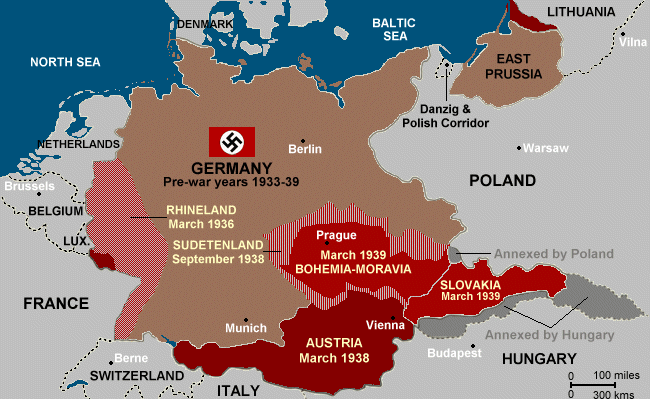 DENMARK
BALTIC
SEA
LITHUANIA
Vilna
NORTH SEA
EAST
PRUSSIA
Danzig &
Polish Corridor
NETHERLANDS
Berlin
Warsaw
GERMANY
Pre-war years 1933-39
POLAND
Brussels
BELGIUM
RHINELAND
March 1936
LUX.
SUDETENLAND
September 1938
Prague
March 1939
BOHEMIA-MORAVIA
Annexed by Poland
SLOVAKIA
March 1939
FRANCE
Munich
Vienna
Annexed by Hungary
AUSTRIA
March 1938
Budapest
HUNGARY
Berne
SWITZERLAND
ITALY
0 100 miles
0 300 kms